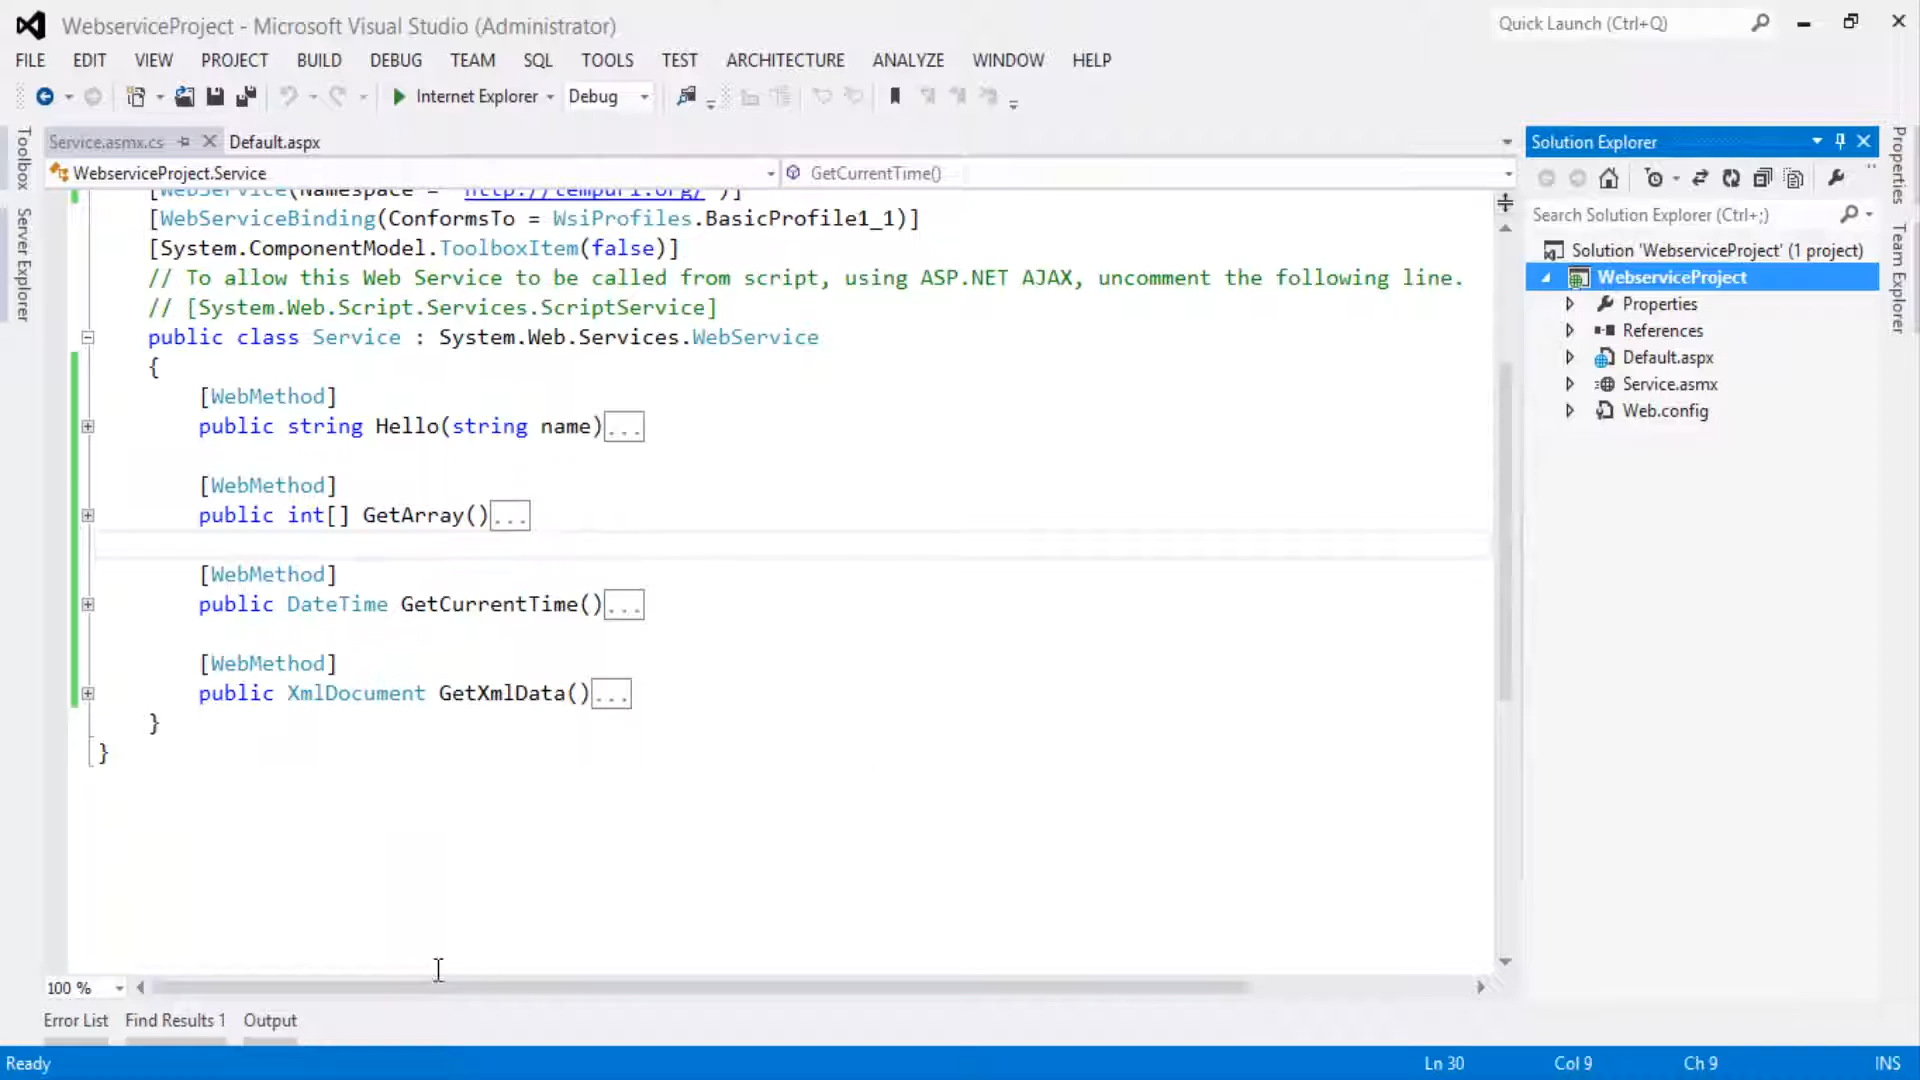 WebserviceProject - Microsoft Visual Studio (Administrator)
Quick Launch (Ctrl+Q)
FILE EDIT VIEW PROJECT BUILD DEBUG TEAM SQL TOOLS TEST ARCHITECTURE ANALYZE WINDOW HELP
Internet Explorer Debug
Toolbox
Server Explorer
Service.asmx.cs Default.aspx
WebserviceProject.Service GetCurrentTime()
[WebService(Namespace = "http://tempuri.org/")]
[WebServiceBinding(ConformsTo = WsiProfiles.BasicProfile1_1)]
[System.ComponentModel.ToolboxItem(false)]
// To allow this Web Service to be called from script, using ASP.NET AJAX, uncomment the following line.
// [System.Web.Script.Services.ScriptService]
public class Service : System.Web.Services.WebService
{
[WebMethod]
public string Hello(string name)...
[WebMethod]
public int[] GetArray()...
[WebMethod]
public DateTime GetCurrentTime()...
[WebMethod]
public XmlDocument GetXmlData()...
}
}
100 %
Error List Find Results 1 Output
Ready Ln 30 Col 9 Ch 9 INS
Solution Explorer
Search Solution Explorer (Ctrl+;)
Solution 'WebserviceProject' (1 project)
WebserviceProject
Properties
References
Default.aspx
Service.asmx
Web.config
Properties
Team Explorer